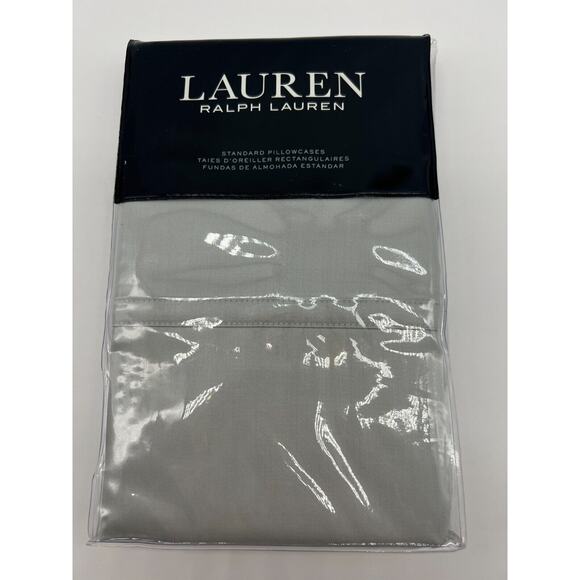 LAUREN
RALPH LAUREN
STANDARD PILLOWCASES
TAIES D'OREILLER RECTANGULAIRES
FUNDAS DE ALMOHADA ESTÁNDAR